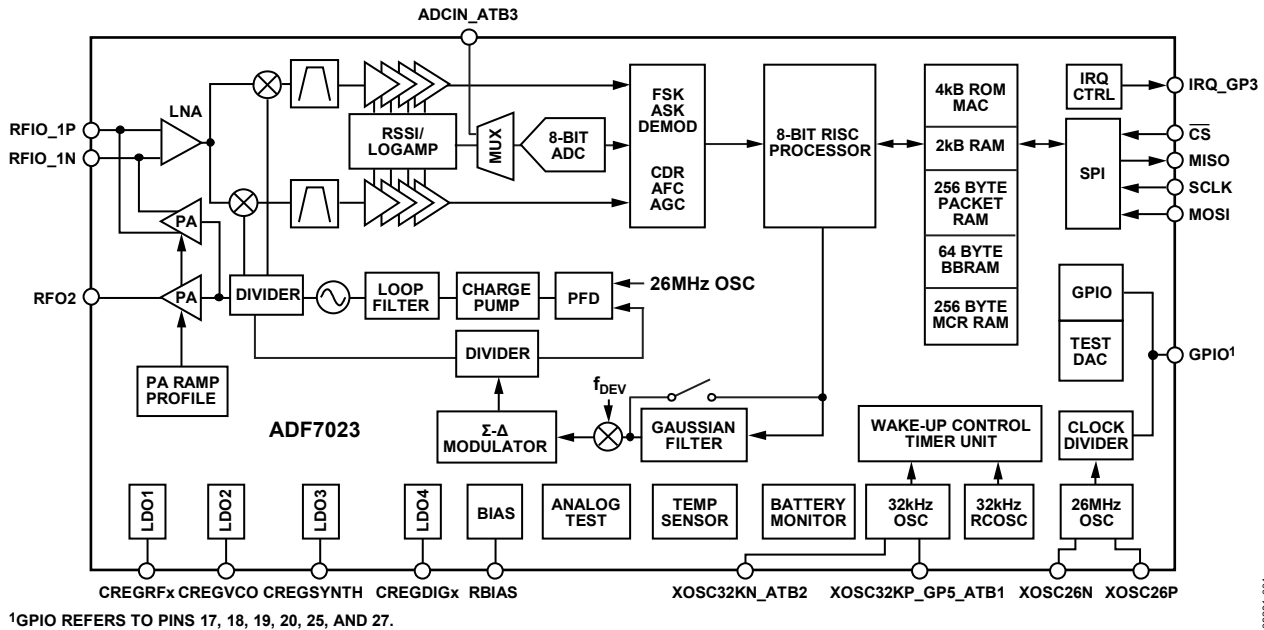 ADCIN_ATB3
LNA
RFIO_1P
RFIO_1N
RSSI/
LOGAMP
MUX
8-BIT
ADC
FSK
ASK
DEMOD
CDR
AFC
AGC
8-BIT RISC
PROCESSOR
4kB ROM
MAC
2kB RAM
256 BYTE
PACKET
RAM
64 BYTE
BBRAM
256 BYTE
MCR RAM
IRQ
CTRL
IRQ_GP3
SPI
CS
MISO
SCLK
MOSI
PA
RFO2
PA
DIVIDER
LOOP
FILTER
CHARGE
PUMP
PFD
26MHz OSC
GPIO
TEST
DAC
GPIO1
DIVIDER
PA RAMP
PROFILE
fDEV
ADF7023
Σ-Δ
MODULATOR
GAUSSIAN
FILTER
WAKE-UP CONTROL
TIMER UNIT
CLOCK
DIVIDER
LDO1
LDO2
LDO3
LDO4
BIAS
ANALOG
TEST
TEMP
SENSOR
BATTERY
MONITOR
32kHz
OSC
32kHz
RCOSC
26MHz
OSC
CREGRFx
CREGVCO
CREGSYNTH
CREGDIGx
RBIAS
XOSC32KN_ATB2
XOSC32KP_GP5_ATB1
XOSC26N
XOSC26P
1GPIO REFERS TO PINS 17, 18, 19, 20, 25, AND 27.